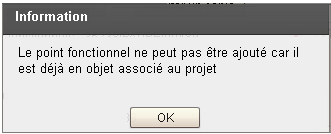 Information
Le point fonctionnel ne peut pas être ajouté car il
est déjà en objet associé au projet
OK